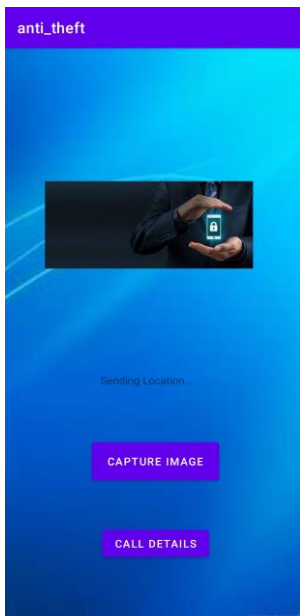 anti_theft
Sending Location...
CAPTURE IMAGE
CALL DETAILS